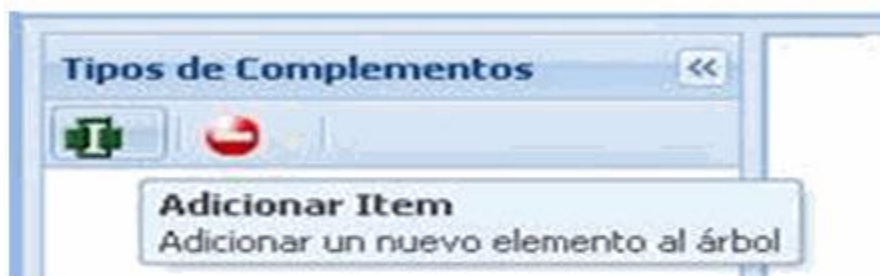 Tipos de Complementos
Adicionar Item
Adicionar un nuevo elemento al árbol